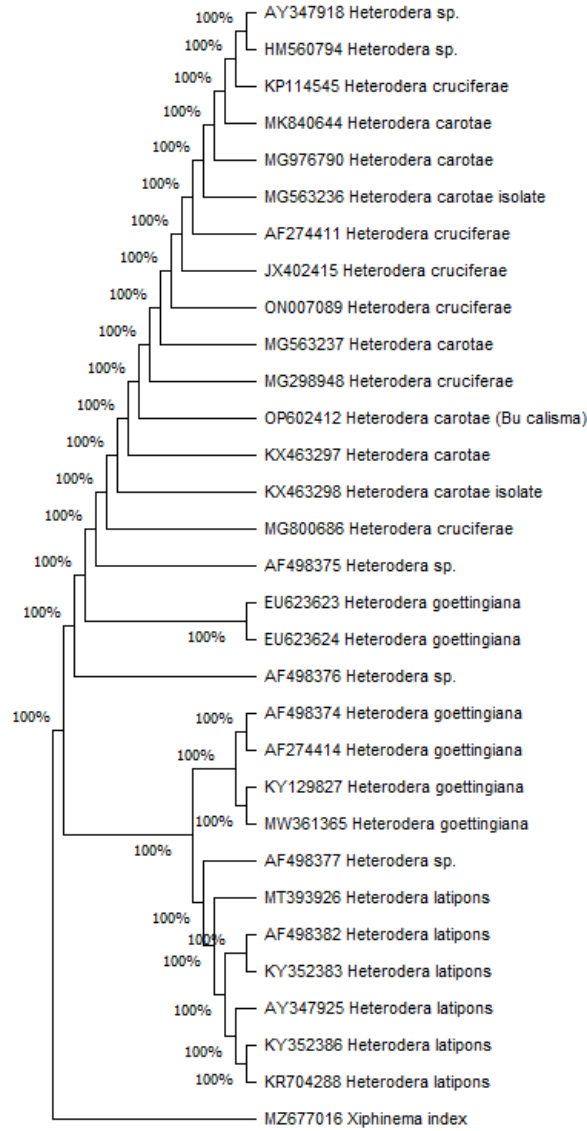 AY347918 Heterodera sp.
100%
HM560794 Heterodera sp.
100%
KP114545 Heterodera cruciferae
100%
MK840644 Heterodera carotae
100%
MG976790 Heterodera carotae
100%
MG563236 Heterodera carotae isolate
100%
AF274411 Heterodera cruciferae
100%
JX402415 Heterodera cruciferae
100%
ON007089 Heterodera cruciferae
100%
MG563237 Heterodera carotae
100%
MG298948 Heterodera cruciferae
100%
OP602412 Heterodera carotae (Bu calisma)
100%
KX463297 Heterodera carotae
100%
KX463298 Heterodera carotae isolate
100%
MG800686 Heterodera cruciferae
100%
AF498375 Heterodera sp.
100%
EU623623 Heterodera goettingiana
100%
EU623624 Heterodera goettingiana
100%
AF498376 Heterodera sp.
100%
AF498374 Heterodera goettingiana
100%
AF274414 Heterodera goettingiana
100%
KY129827 Heterodera goettingiana
100%
MW361365 Heterodera goettingiana
100%
AF498377 Heterodera sp.
MT393926 Heterodera latipons
100%
AF498382 Heterodera latipons
100%
100%
KY352383 Heterodera latipons
AY347925 Heterodera latipons
100%
KY352386 Heterodera latipons
100%
KR704288 Heterodera latipons
100%
MZ677016 Xiphinema index